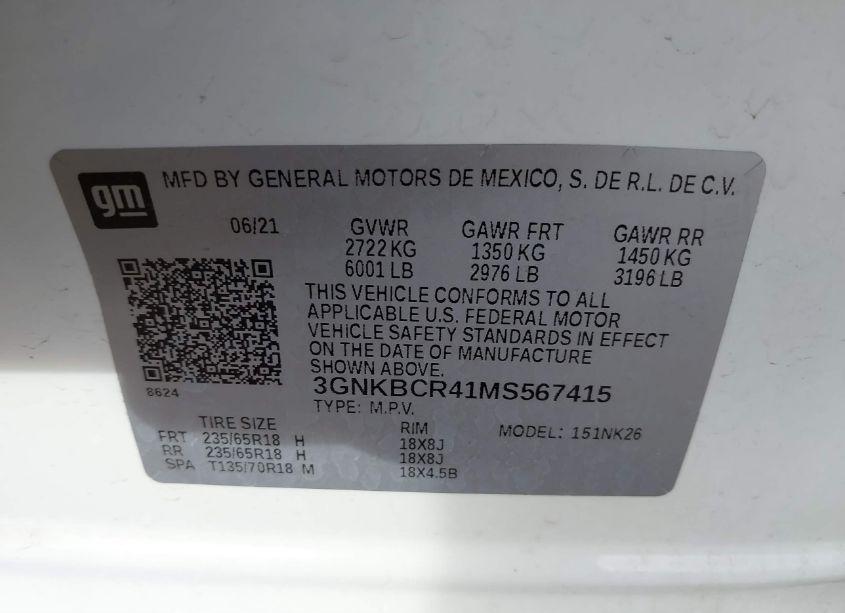 gm
MFD BY GENERAL MOTORS DE MEXICO, S. DE R.L. DE C.V.
06/21 GVWR GAWR FRT GAWR RR
2722 KG 1350 KG 1450 KG
6001 LB 2976 LB 3196 LB
THIS VEHICLE CONFORMS TO ALL
APPLICABLE U.S. FEDERAL MOTOR
VEHICLE SAFETY STANDARDS IN EFFECT
ON THE DATE OF MANUFACTURE
SHOWN ABOVE.
8624
3GNKBCR41MS567415
TYPE: M.P.V.
TIRE SIZE RIM MODEL: 151NK26
FRT 235/65R18 H 18X8J
RR 235/65R18 H 18X8J
SPA T135/70R18 M 18X4.5B